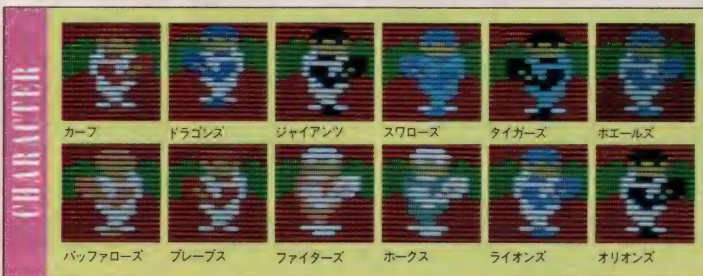 CHARACTER
カープ
ドラゴンズ
ジャイアンツ
スワローズ
タイガーズ
ホエールズ
バッファローズ
ブレーブス
ファイターズ
ホークス
ライオンズ
オリオンズ